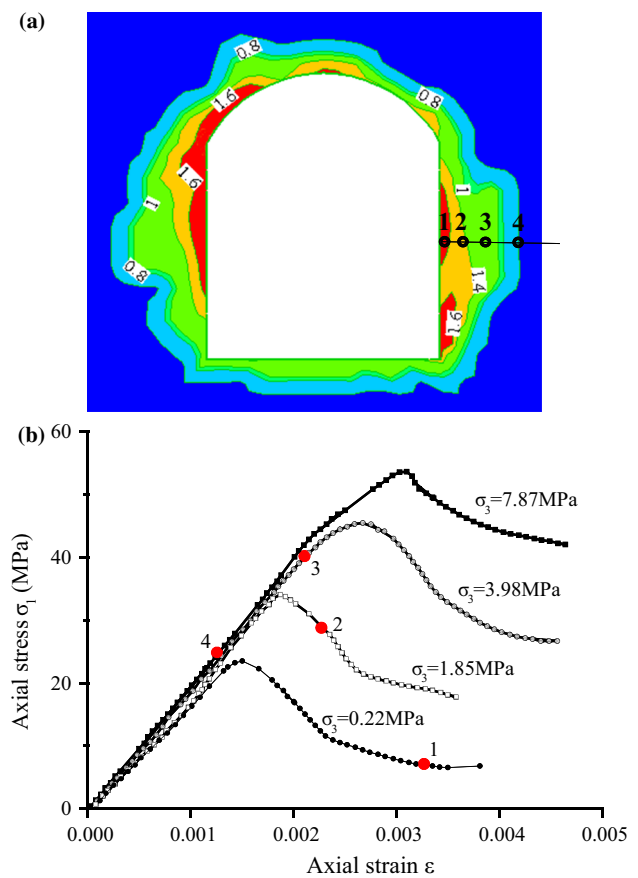 (a)
0.8
1.6
0.8
1.6
1
1
1 2 3 4
0.8
1.4
1.6
(b)
60
σ3=7.87MPa
40
3
σ3=3.98MPa
4
2
σ3=1.85MPa
20
σ3=0.22MPa
1
0
0.000 0.001 0.002 0.003 0.004 0.005
Axial strain ε
Axial stress σ1 (MPa)